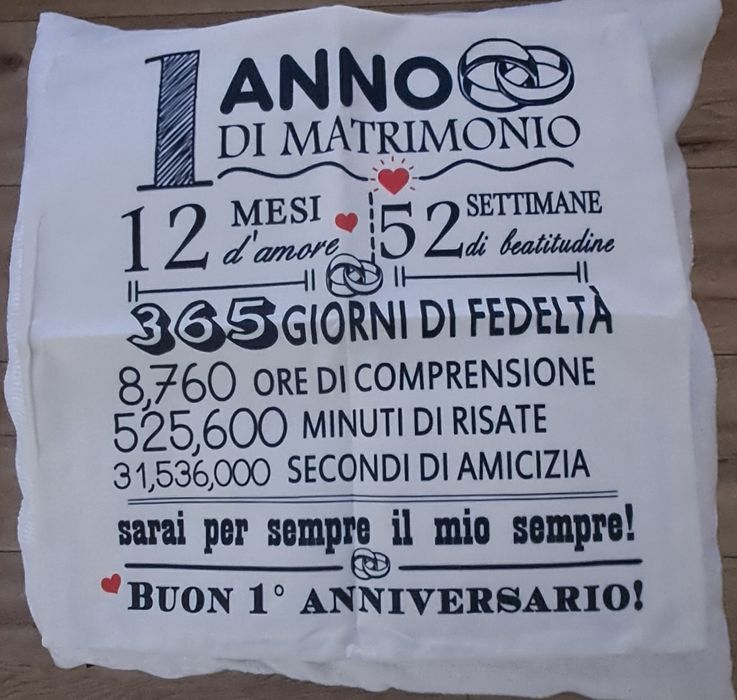 1 ANNO
DI MATRIMONIO
12 MESI d'amore
52 SETTIMANE di beatitudine
365 GIORNI DI FEDELTÀ
8,760 ORE DI COMPRENSIONE
525,600 MINUTI DI RISATE
31,536,000 SECONDI DI AMICIZIA
sarai per sempre il mio sempre!
BUON 1° ANNIVERSARIO!